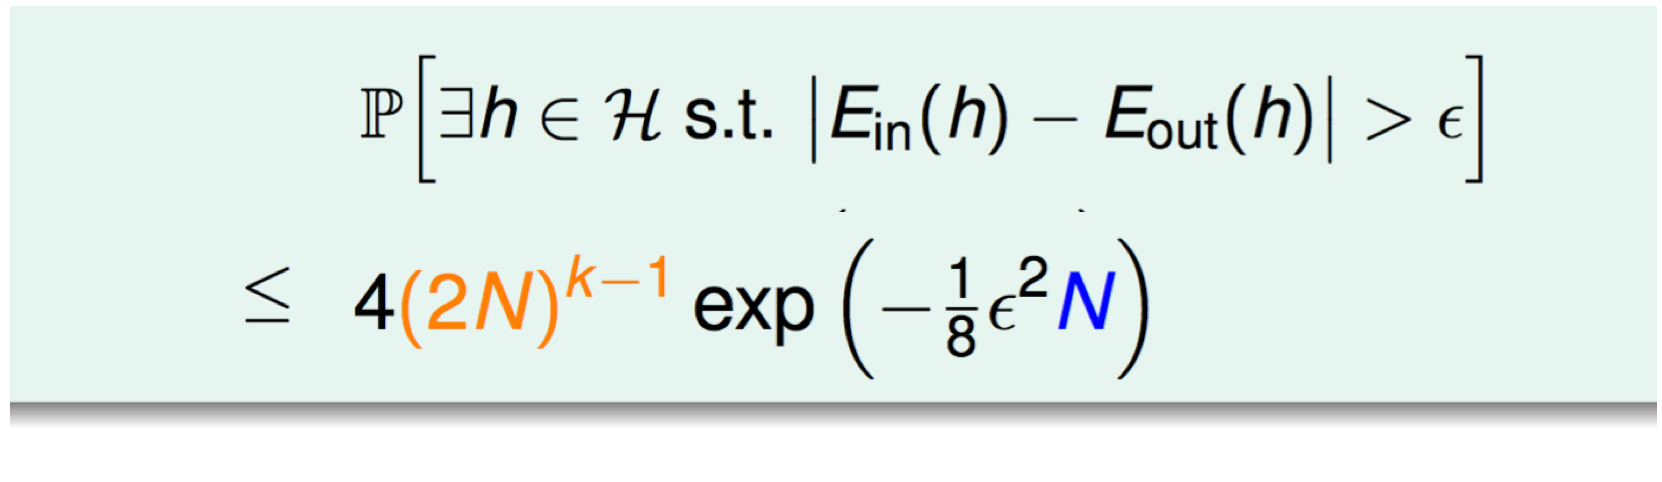 ℙ[∃h ∈ ℋ s.t. |E_in(h) − E_out(h)| > ϵ]
≤ 4(2N)^{k−1} exp(−1/8 ϵ²N)